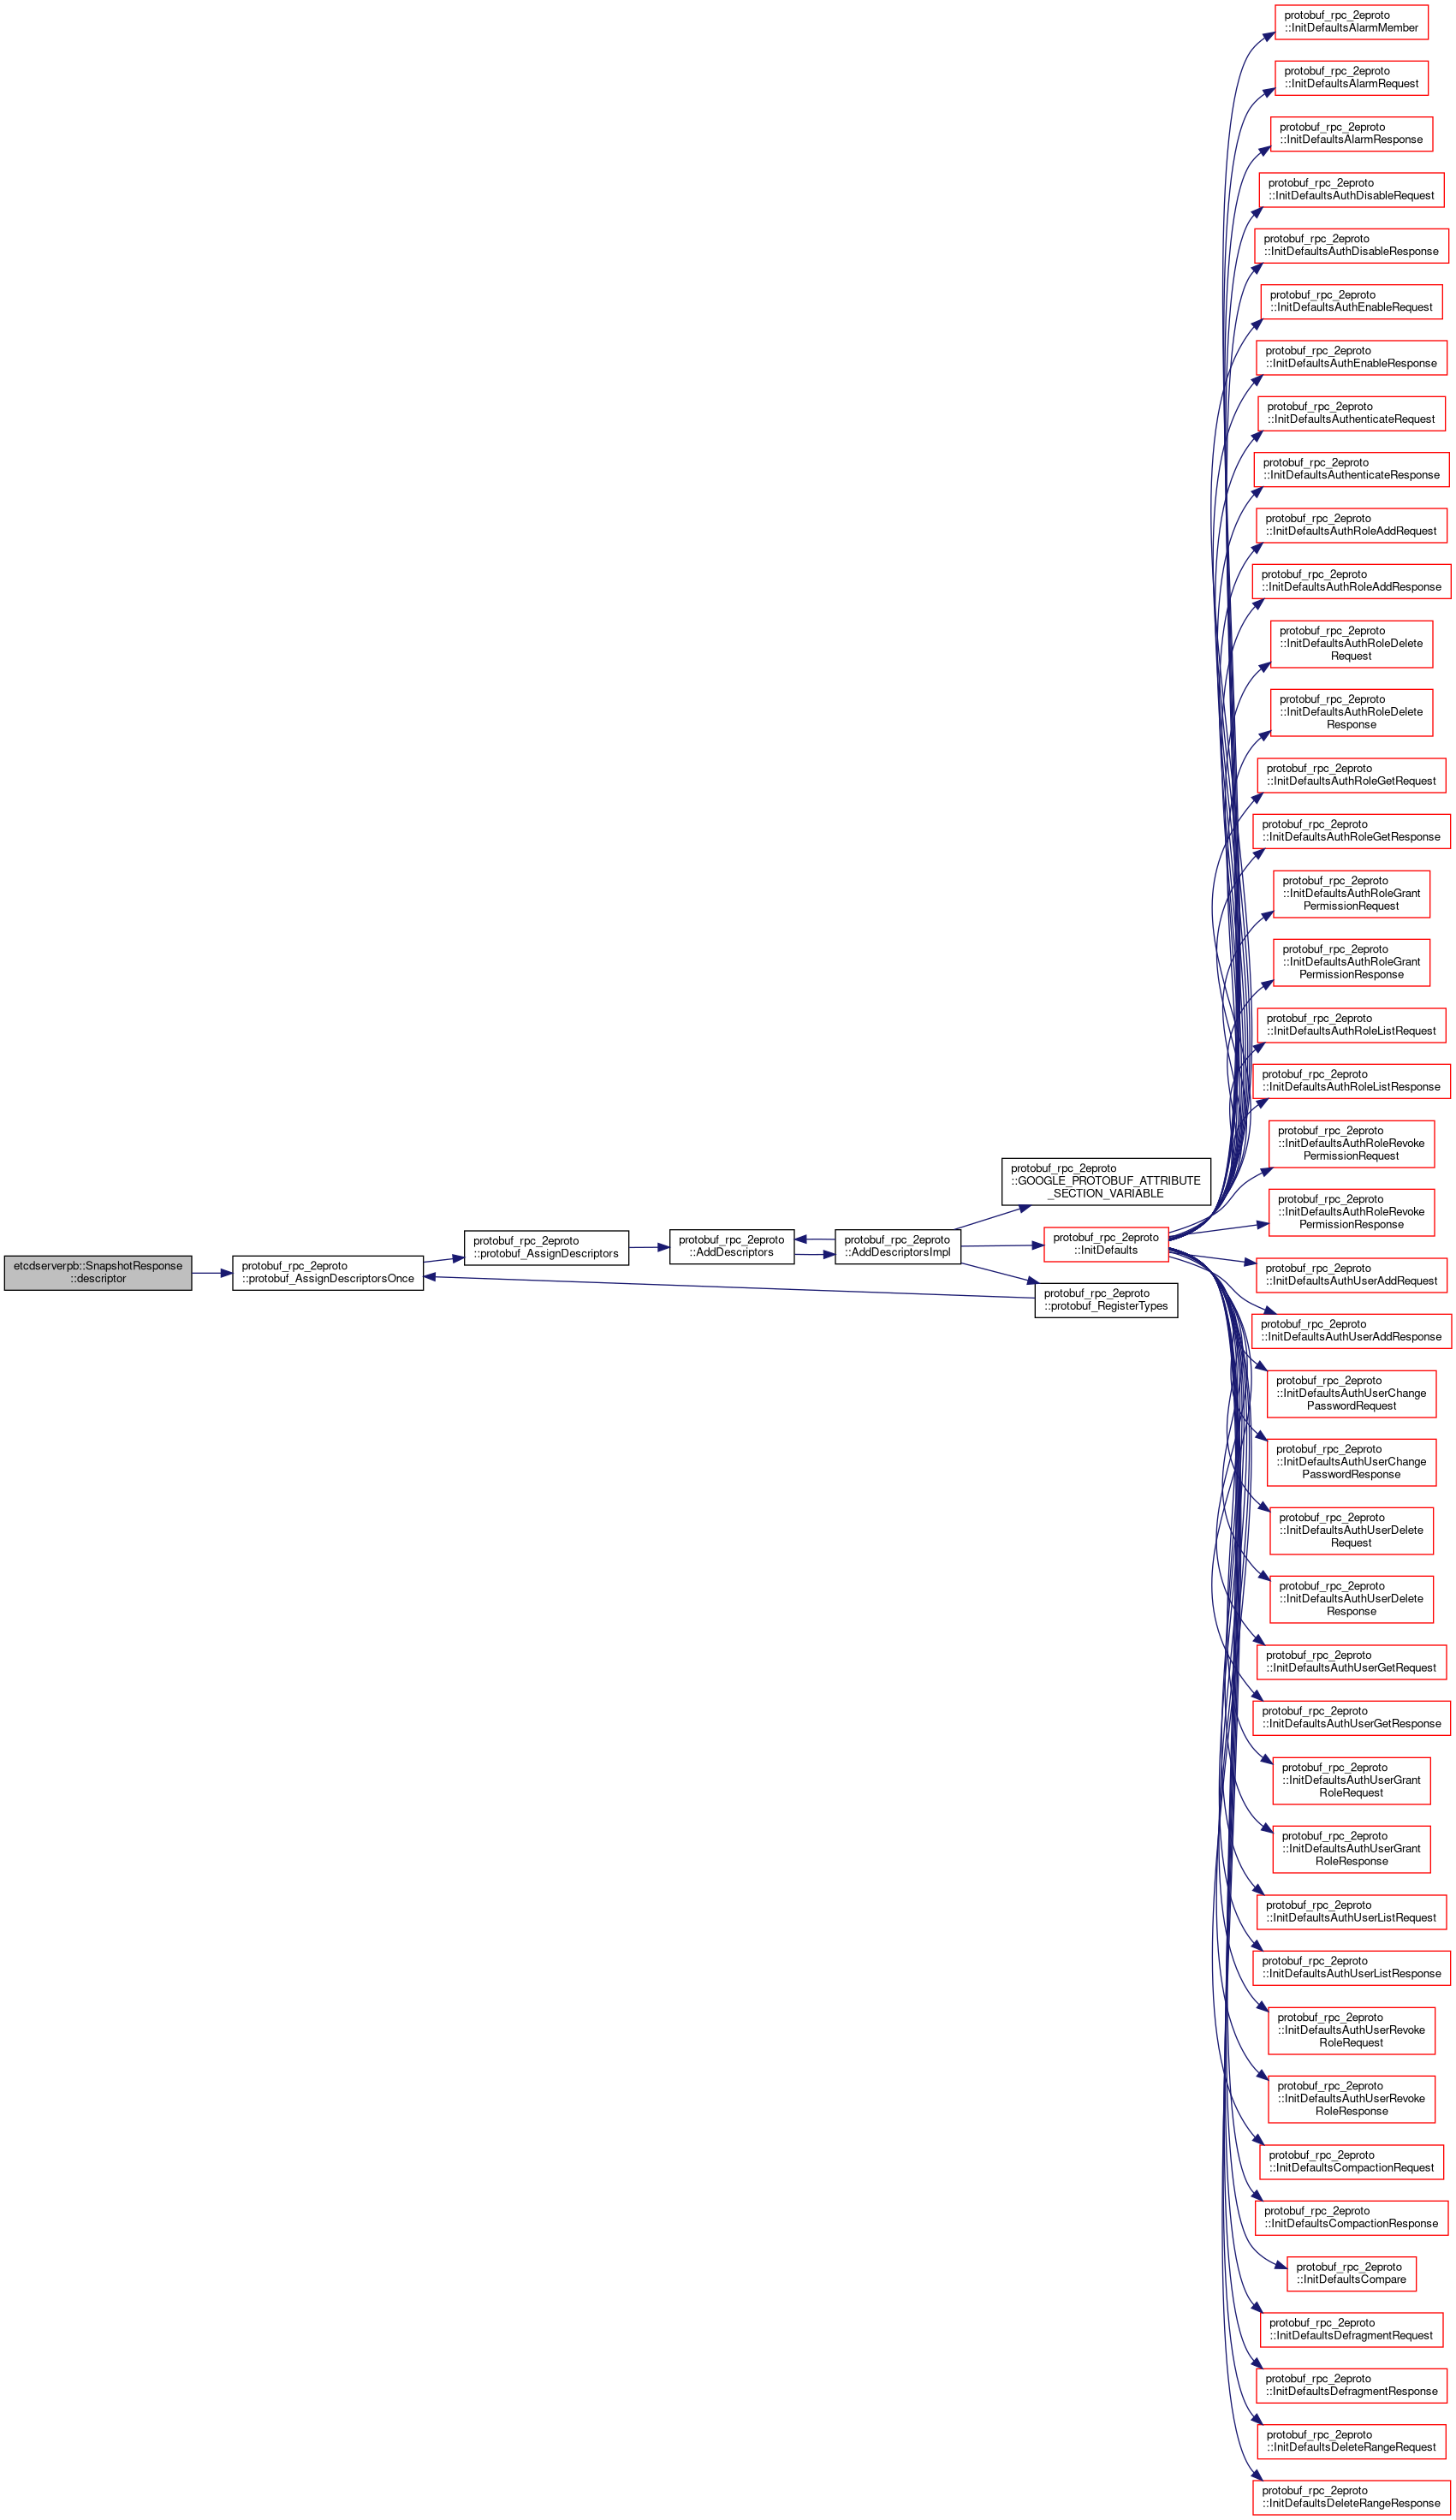 etcdserverpb::SnapshotResponse
::descriptor
protobuf_rpc_2eproto
::protobuf_AssignDescriptorsOnce
protobuf_rpc_2eproto
::protobuf_AssignDescriptors
protobuf_rpc_2eproto
::AddDescriptors
protobuf_rpc_2eproto
::AddDescriptorsImpl
protobuf_rpc_2eproto
::GOOGLE_PROTOBUF_ATTRIBUTE
_SECTION_VARIABLE
protobuf_rpc_2eproto
::InitDefaults
protobuf_rpc_2eproto
::protobuf_RegisterTypes
protobuf_rpc_2eproto
::InitDefaultsAlarmMember
protobuf_rpc_2eproto
::InitDefaultsAlarmRequest
protobuf_rpc_2eproto
::InitDefaultsAlarmResponse
protobuf_rpc_2eproto
::InitDefaultsAuthDisableRequest
protobuf_rpc_2eproto
::InitDefaultsAuthDisableResponse
protobuf_rpc_2eproto
::InitDefaultsAuthEnableRequest
protobuf_rpc_2eproto
::InitDefaultsAuthEnableResponse
protobuf_rpc_2eproto
::InitDefaultsAuthenticateRequest
protobuf_rpc_2eproto
::InitDefaultsAuthenticateResponse
protobuf_rpc_2eproto
::InitDefaultsAuthRoleAddRequest
protobuf_rpc_2eproto
::InitDefaultsAuthRoleAddResponse
protobuf_rpc_2eproto
::InitDefaultsAuthRoleDelete
Request
protobuf_rpc_2eproto
::InitDefaultsAuthRoleDelete
Response
protobuf_rpc_2eproto
::InitDefaultsAuthRoleGetRequest
protobuf_rpc_2eproto
::InitDefaultsAuthRoleGetResponse
protobuf_rpc_2eproto
::InitDefaultsAuthRoleGrant
PermissionRequest
protobuf_rpc_2eproto
::InitDefaultsAuthRoleGrant
PermissionResponse
protobuf_rpc_2eproto
::InitDefaultsAuthRoleListRequest
protobuf_rpc_2eproto
::InitDefaultsAuthRoleListResponse
protobuf_rpc_2eproto
::InitDefaultsAuthRoleRevoke
PermissionRequest
protobuf_rpc_2eproto
::InitDefaultsAuthRoleRevoke
PermissionResponse
protobuf_rpc_2eproto
::InitDefaultsAuthUserAddRequest
protobuf_rpc_2eproto
::InitDefaultsAuthUserAddResponse
protobuf_rpc_2eproto
::InitDefaultsAuthUserChange
PasswordRequest
protobuf_rpc_2eproto
::InitDefaultsAuthUserChange
PasswordResponse
protobuf_rpc_2eproto
::InitDefaultsAuthUserDelete
Request
protobuf_rpc_2eproto
::InitDefaultsAuthUserDelete
Response
protobuf_rpc_2eproto
::InitDefaultsAuthUserGetRequest
protobuf_rpc_2eproto
::InitDefaultsAuthUserGetResponse
protobuf_rpc_2eproto
::InitDefaultsAuthUserGrant
RoleRequest
protobuf_rpc_2eproto
::InitDefaultsAuthUserGrant
RoleResponse
protobuf_rpc_2eproto
::InitDefaultsAuthUserListRequest
protobuf_rpc_2eproto
::InitDefaultsAuthUserListResponse
protobuf_rpc_2eproto
::InitDefaultsAuthUserRevoke
RoleRequest
protobuf_rpc_2eproto
::InitDefaultsAuthUserRevoke
RoleResponse
protobuf_rpc_2eproto
::InitDefaultsCompactionRequest
protobuf_rpc_2eproto
::InitDefaultsCompactionResponse
protobuf_rpc_2eproto
::InitDefaultsCompare
protobuf_rpc_2eproto
::InitDefaultsDefragmentRequest
protobuf_rpc_2eproto
::InitDefaultsDefragmentResponse
protobuf_rpc_2eproto
::InitDefaultsDeleteRangeRequest
protobuf_rpc_2eproto
::InitDefaultsDeleteRangeResponse